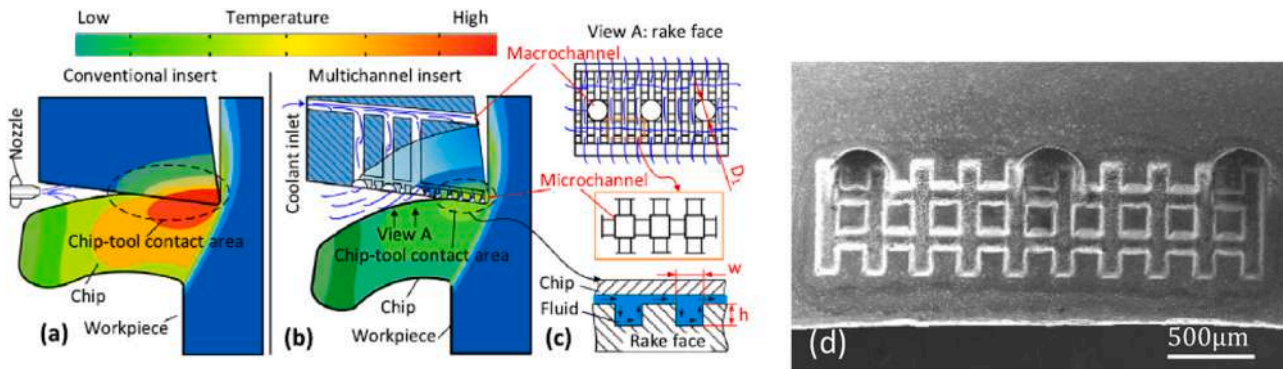 Low Temperature High
Conventional insert
Multichannel insert
Nozzle
Chip-tool contact area
Chip
Workpiece
(a)
Coolant inlet
View A
Chip-tool contact area
Chip
Workpiece
(b)
View A: rake face
Macrochannel
D₁
Microchannel
w
Chip
Fluid
h
Rake face
(c)
(d)
500μm